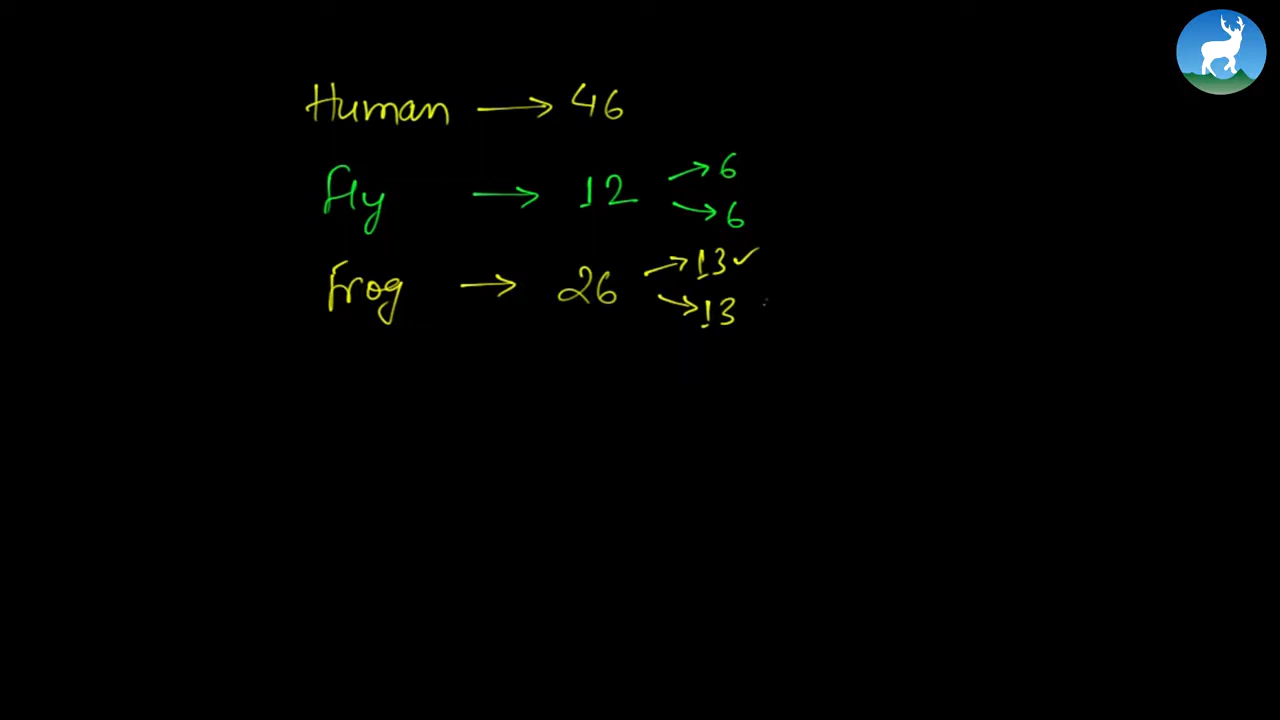 Human → 46
fly → 12 → 6
→ 6
Frog → 26 → 13 ✓
→ 13